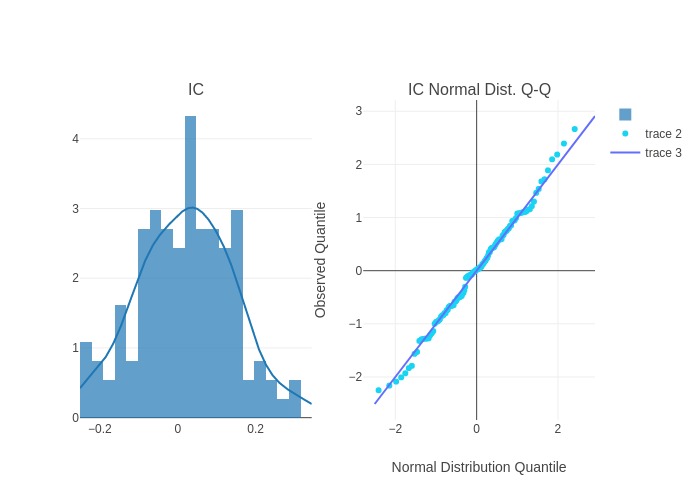 IC
IC Normal Dist. Q-Q
4
3
2
1
0
−0.2
0
0.2
Observed Quantile
3
2
1
0
−1
−2
−2
0
2
Normal Distribution Quantile
trace 2
trace 3